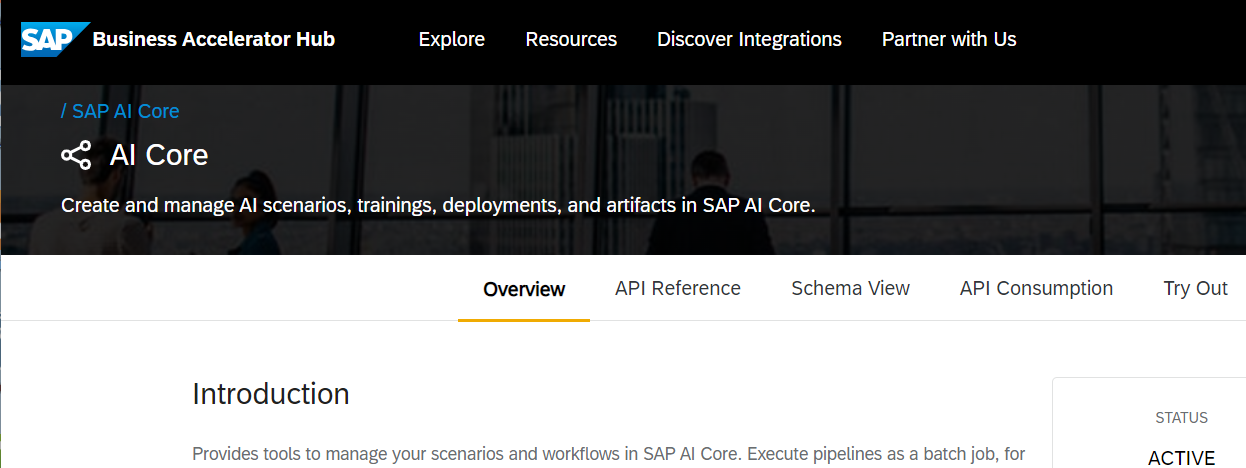 SAP Business Accelerator Hub Explore Resources Discover Integrations Partner with Us
/ SAP AI Core
AI Core
Create and manage AI scenarios, trainings, deployments, and artifacts in SAP AI Core.
Overview API Reference Schema View API Consumption Try Out
Introduction
STATUS
Provides tools to manage your scenarios and workflows in SAP AI Core. Execute pipelines as a batch job, for
ACTIVE